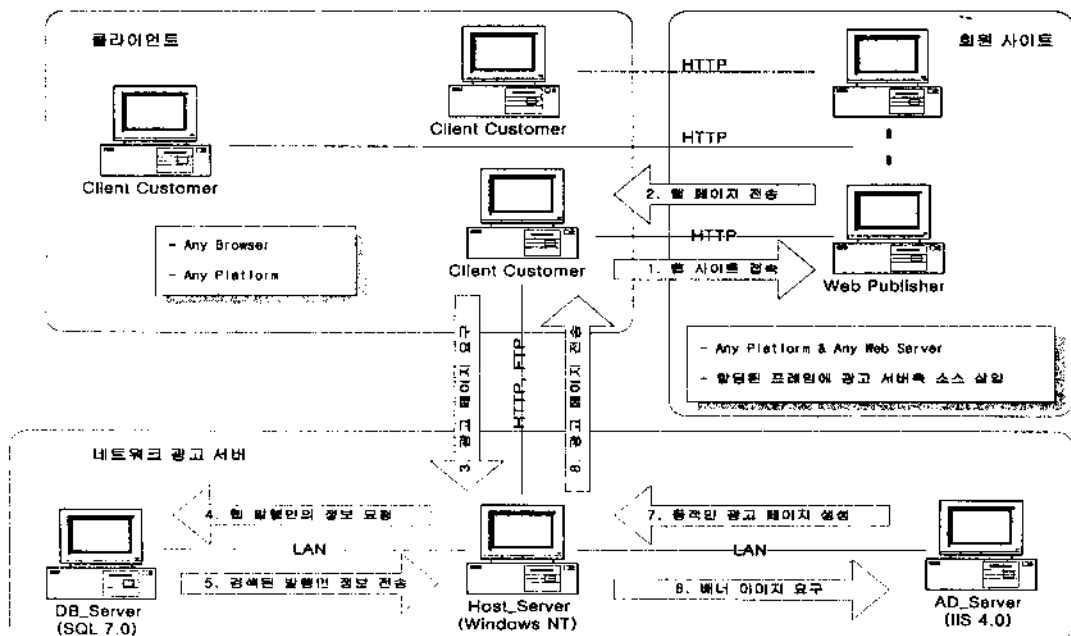 클라이언트
회원 사이트
HTTP
Client Customer
HTTP
Client Customer
2. 웹 페이지 전송
HTTP
- Any Browser
- Any Platform
Client Customer
1. 웹 사이트 접속
Web Publisher
3. 광고 페이지 요구
HTTP, FTP
8. 광고 페이지 전송
- Any Platform & Any Web Server
- 할당된 프레임에 광고 서버측 소스 삽입
네트워크 광고 서버
4. 웹 발행인의 정보 요청
7. 동적인 광고 페이지 생성
LAN
LAN
5. 검색된 발행인 정보 전송
6. 배너 이미지 요구
DB_Server
(SQL 7.0)
Host_Server
(Windows NT)
AD_Server
(IIS 4.0)